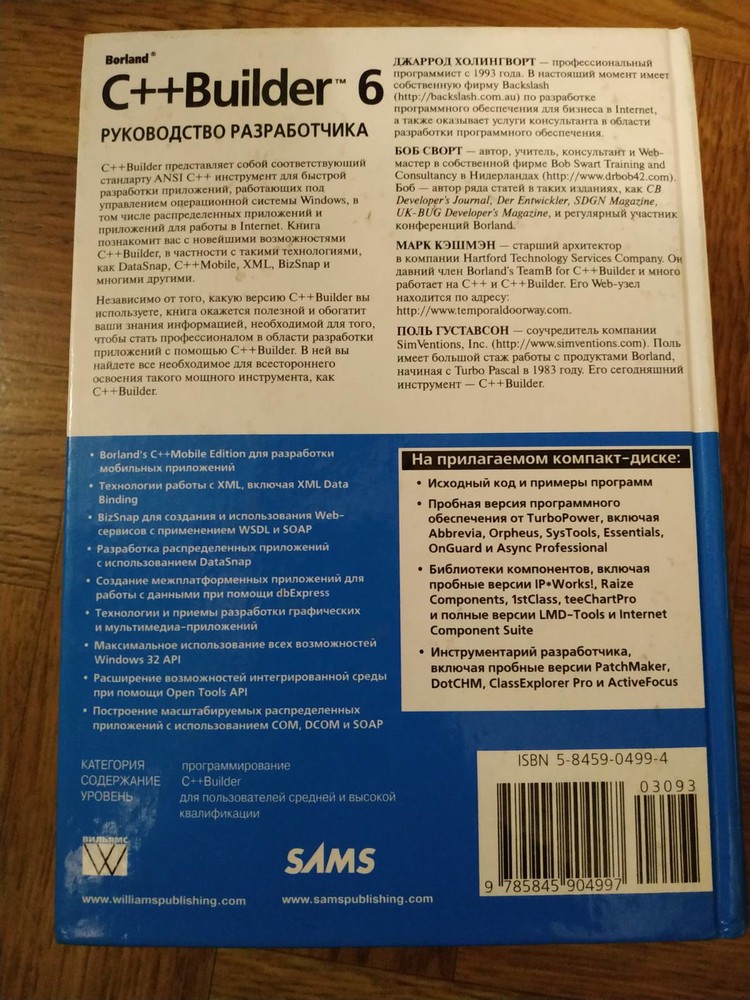 Borland®
C++Builder™ 6
РУКОВОДСТВО РАЗРАБОТЧИКА
C++Builder представляет собой соответствующий
стандарту ANSI C++ инструмент для быстрой
разработки приложений, работающих под
управлением операционной системы Windows, в
том числе распределенных приложений и
приложений для работы в Internet. Книга
познакомит вас с новейшими возможностями
C++Builder, в частности с такими технологиями,
как DataSnap, C++Mobile, XML, BizSnap и
многими другими.
Независимо от того, какую версию C++Builder вы
используете, книга окажется полезной и обогатит
ваши знания информацией, необходимой для того,
чтобы стать профессионалом в области разработки
приложений с помощью C++Builder. В ней вы
найдете все необходимое для всестороннего
освоения такого мощного инструмента, как
C++Builder.
ДЖАРРОД ХОЛИНГВОРТ — профессиональный
программист с 1993 года. В настоящий момент имеет
собственную фирму Backslash
(http://backslash.com.au) по разработке
программного обеспечения для бизнеса в Internet,
а также оказывает услуги консультанта в области
разработки программного обеспечения.
БОБ СВОРТ — автор, учитель, консультант и Web-
мастер в собственной фирме Bob Swart Training and
Consultancy в Нидерландах (http://www.drbob42.com).
Боб — автор ряда статей в таких изданиях, как CB
Developer's Journal, Der Entwickler, SDGN Magazine,
UK-BUG Developer's Magazine, и регулярный участник
конференций Borland.
МАРК КЭШМЭН — старший архитектор
в компании Hartford Technology Services Company. Он
давний член Borland's TeamB for C++Builder и много
работает на C++ и C++Builder. Его Web-узел
находится по адресу:
http://www.temporaldoorway.com.
ПОЛЬ ГУСТАВСОН — соучредитель компании
SimVentions, Inc. (http://www.simventions.com). Поль
имеет большой стаж работы с продуктами Borland,
начиная с Turbo Pascal в 1983 году. Его сегодняшний
инструмент — C++Builder.
• Borland's C++Mobile Edition для разработки
мобильных приложений
• Технологии работы с XML, включая XML Data
Binding
• BizSnap для создания и использования Web-
сервисов с применением WSDL и SOAP
• Разработка распределенных приложений
с использованием DataSnap
• Создание межплатформенных приложений для
работы с данными при помощи dbExpress
• Технологии и приемы разработки графических
и мультимедиа-приложений
• Максимальное использование всех возможностей
Windows 32 API
• Расширение возможностей интегрированной среды
при помощи Open Tools API
• Построение масштабируемых распределенных
приложений с использованием COM, DCOM и SOAP
На прилагаемом компакт-диске:
• Исходный код и примеры программ
• Пробная версия программного
обеспечения от TurboPower, включая
Abbrevia, Orpheus, SysTools, Essentials,
OnGuard и Async Professional
• Библиотеки компонентов, включая
пробные версии IP•Works!, Raize
Components, 1stClass, teeChartPro
и полные версии LMD-Tools и Internet
Component Suite
• Инструментарий разработчика,
включая пробные версии PatchMaker,
DotCHM, ClassExplorer Pro и ActiveFocus
КАТЕГОРИЯ программирование
СОДЕРЖАНИЕ C++Builder
УРОВЕНЬ для пользователей средней и высокой
квалификации
ВИЛЬЯМС
W
www.williamspublishing.com
SAMS
www.samspublishing.com
ISBN 5-8459-0499-4
03093
9 785845 904997